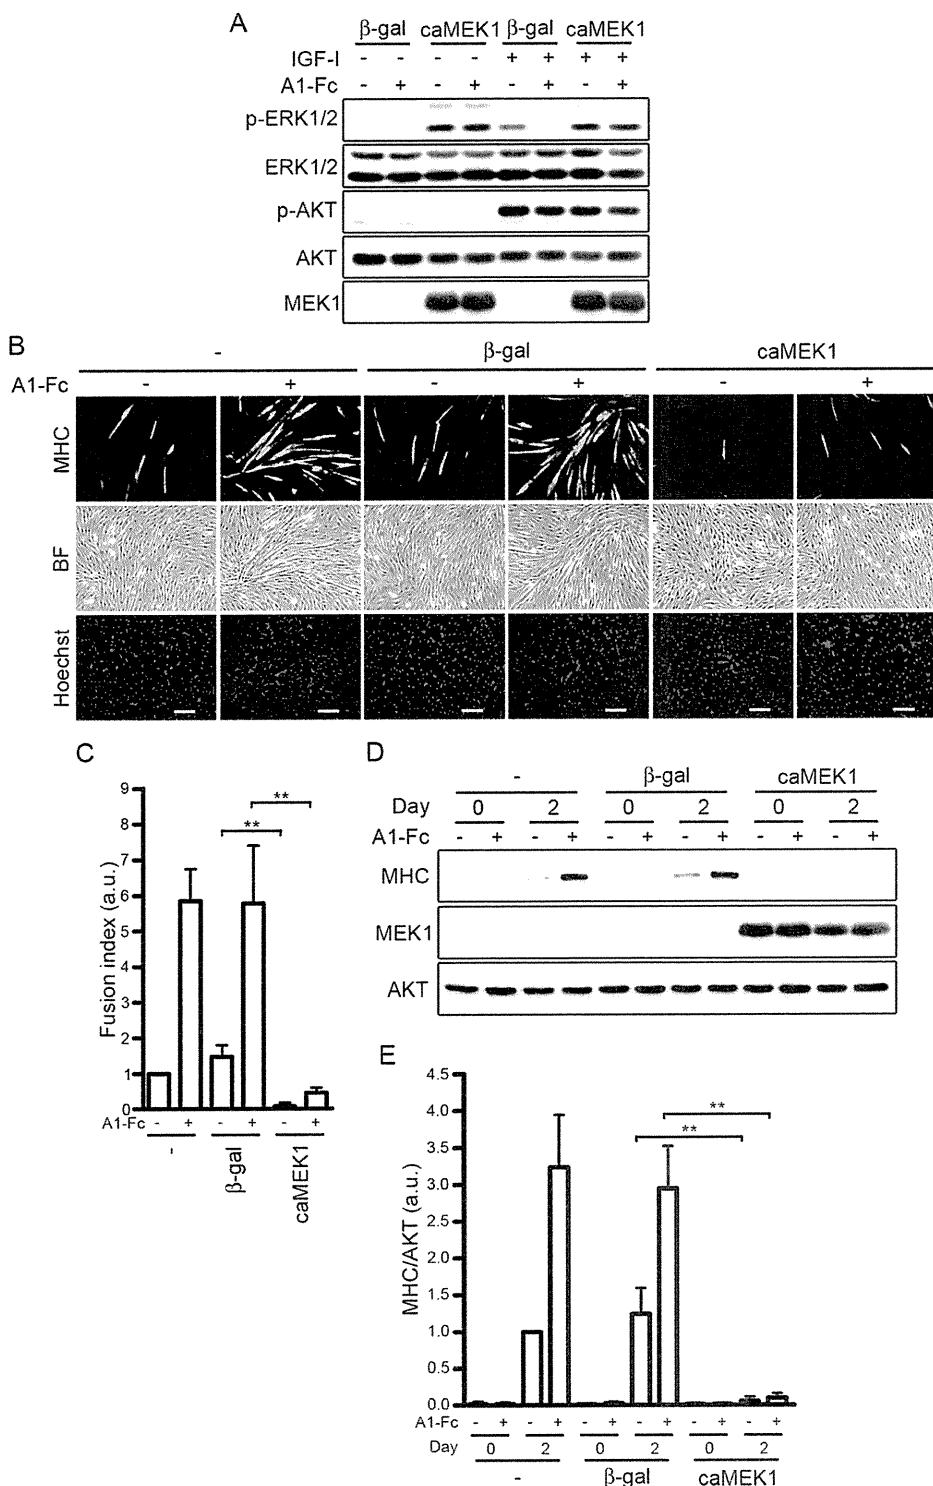 A
β-gal caMEK1 β-gal caMEK1
IGF-I - - - - + + + +
A1-Fc - + - + - + - +
p-ERK1/2
ERK1/2
p-AKT
AKT
MEK1
B
- β-gal caMEK1
A1-Fc - + - + - +
MHC
BF
Hoechst
C
Fusion index (a.u.)
9
8
7
6
5
4
3
2
1
0
** **
A1-Fc - + - + - +
- β-gal caMEK1
D
- β-gal caMEK1
Day 0 2 0 2 0 2
A1-Fc - + - + - + - + - + - +
MHC
MEK1
AKT
E
MHC/AKT (a.u.)
4.5
4.0
3.5
3.0
2.5
2.0
1.5
1.0
0.5
0.0
**
**
A1-Fc - + - + - + - + - + - +
Day 0 2 0 2 0 2
- β-gal caMEK1